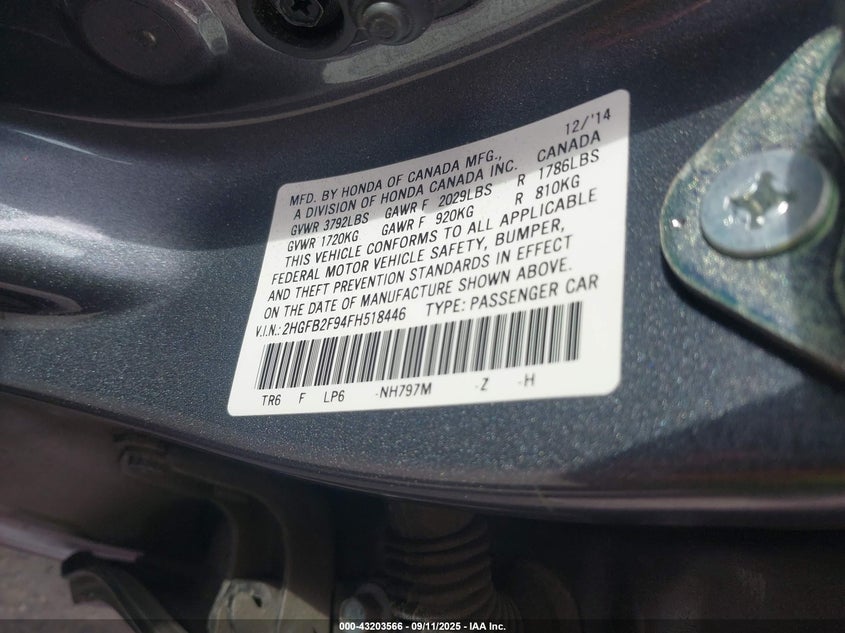 12/'14
MFD. BY HONDA OF CANADA MFG.,
A DIVISION OF HONDA CANADA INC. CANADA
GVWR 3792LBS GAWR F 2029LBS R 1786LBS
GVWR 1720KG GAWR F 920KG R 810KG
THIS VEHICLE CONFORMS TO ALL APPLICABLE
FEDERAL MOTOR VEHICLE SAFETY, BUMPER,
AND THEFT PREVENTION STANDARDS IN EFFECT
ON THE DATE OF MANUFACTURE SHOWN ABOVE.
V.I.N.: 2HGFB2F94FH518446 TYPE: PASSENGER CAR
TR6 F LP6 -NH797M -Z -H
000-43203566 - 09/11/2025 - IAA Inc.